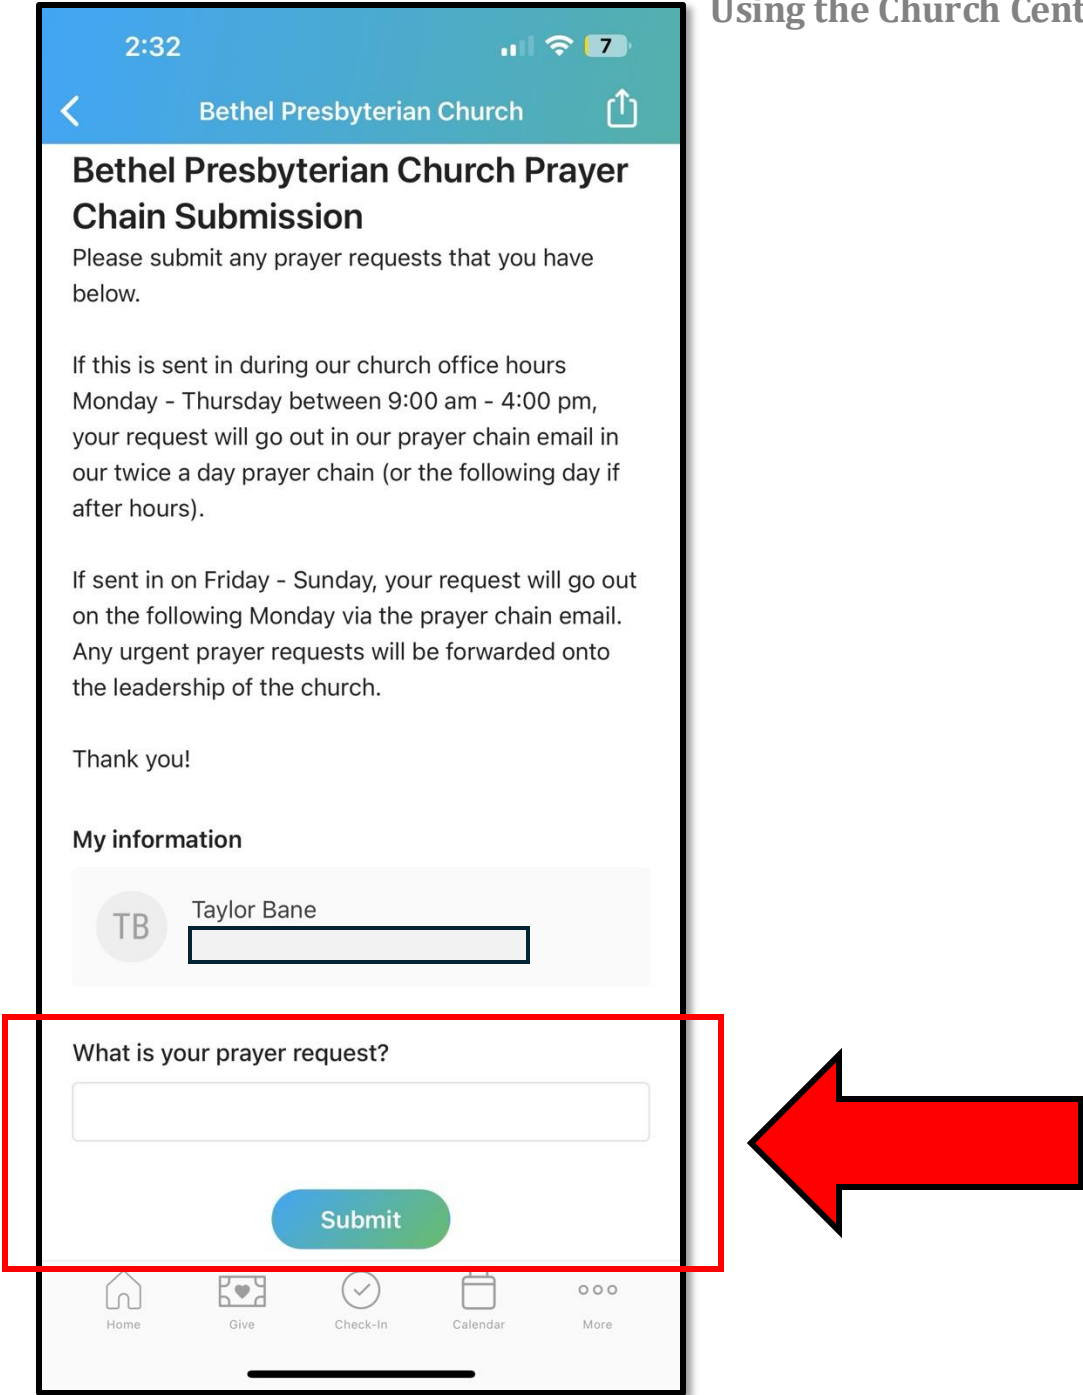 Using the Church Cent
2:32
7
Bethel Presbyterian Church
Bethel Presbyterian Church Prayer
Chain Submission
Please submit any prayer requests that you have
below.
If this is sent in during our church office hours
Monday - Thursday between 9:00 am - 4:00 pm,
your request will go out in our prayer chain email in
our twice a day prayer chain (or the following day if
after hours).
If sent in on Friday - Sunday, your request will go out
on the following Monday via the prayer chain email.
Any urgent prayer requests will be forwarded onto
the leadership of the church.
Thank you!
My information
TB
Taylor Bane
What is your prayer request?
Submit
Home Give Check-In Calendar More